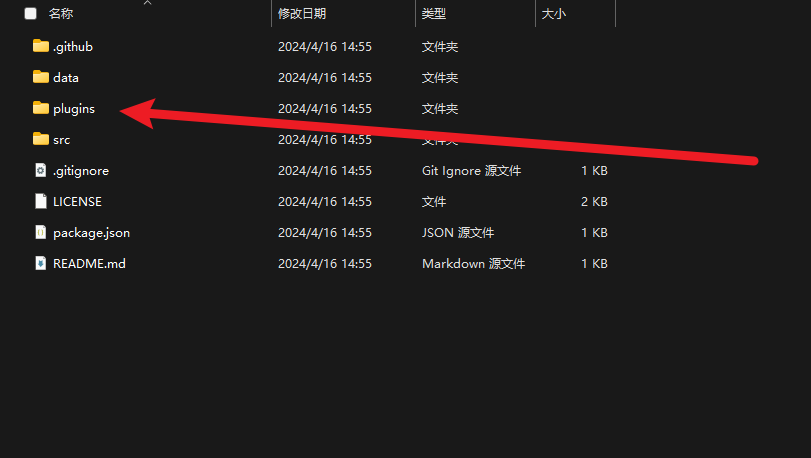 名称 修改日期 类型 大小
.github 2024/4/16 14:55 文件夹
data 2024/4/16 14:55 文件夹
plugins 2024/4/16 14:55 文件夹
src 2024/4/16 14:55 文件夹
.gitignore 2024/4/16 14:55 Git Ignore 源文件 1 KB
LICENSE 2024/4/16 14:55 文件 2 KB
package.json 2024/4/16 14:55 JSON 源文件 1 KB
README.md 2024/4/16 14:55 Markdown 源文件 1 KB